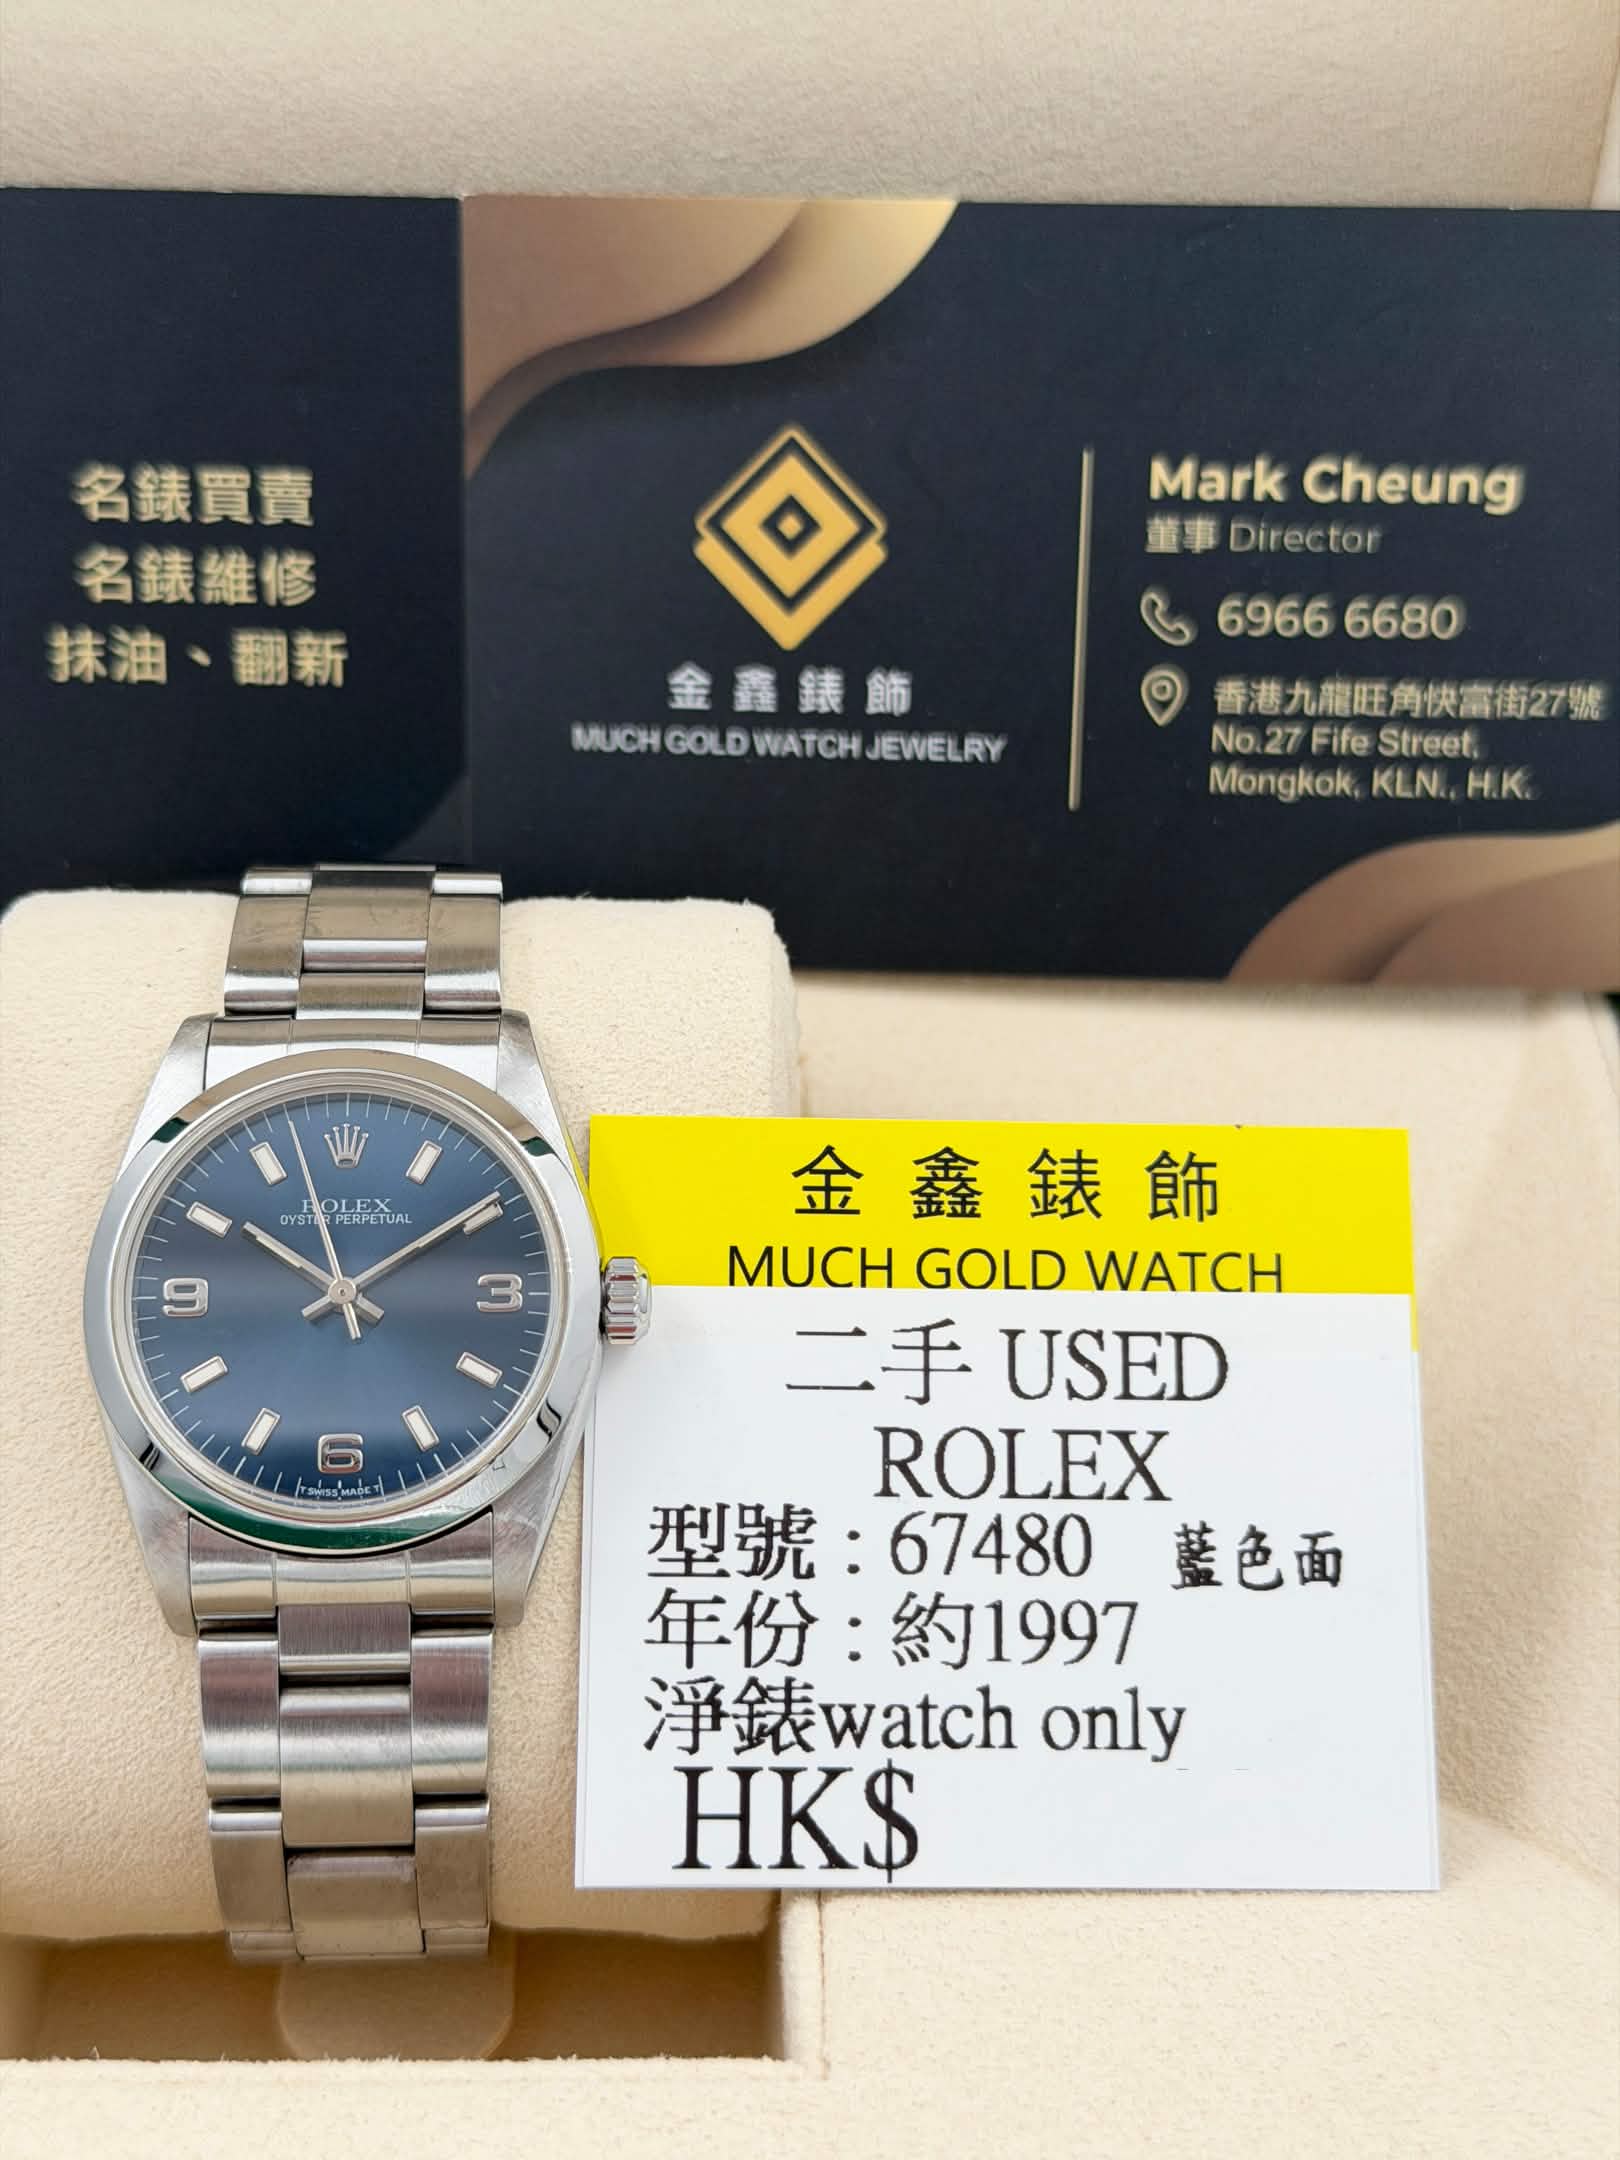 名錶買賣
名錶維修
抹油、翻新
金鑫錶飾
MUCH GOLD WATCH JEWELRY
Mark Cheung
董事 Director
6966 6680
香港九龍旺角快富街27號
No.27 Fife Street,
Mongkok, KLN., H.K.
ROLEX
OYSTER PERPETUAL
9
3
6
T SWISS MADE T
金鑫錶飾
MUCH GOLD WATCH
二手 USED
ROLEX
型號：67480 藍色面
年份：約1997
淨錶watch only
HK$